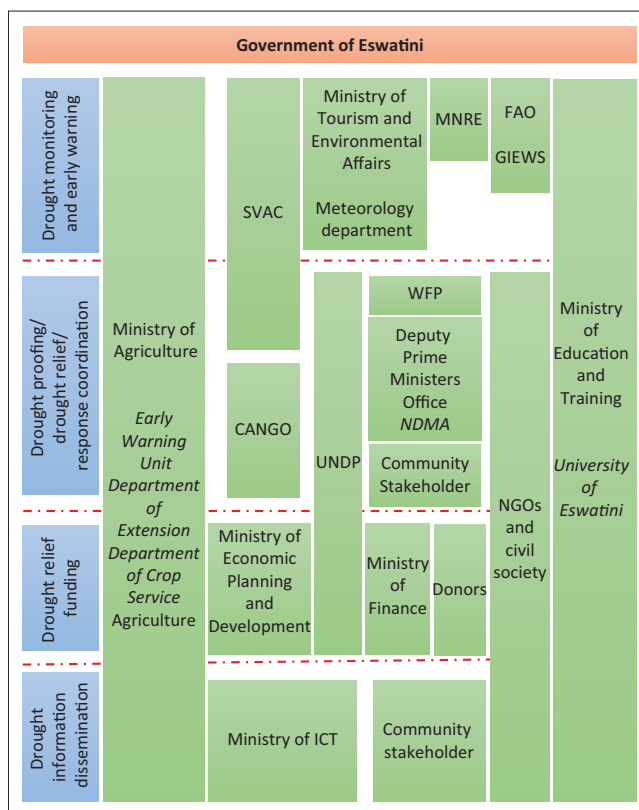 Government of Eswatini
Drought monitoring
and early warning
SVAC
Ministry of
Tourism and
Environmental
Affairs
Meteorology
department
MNRE
FAO
GIEWS
Drought proofing/
drought relief/
response coordination
Ministry of
Agriculture
Early
Warning
Unit
Department
of
Extension
Department
of Crop
Service
Agriculture
CANGO
UNDP
WFP
Deputy
Prime
Ministers
Office
NDMA
Community
Stakeholder
NGOs
and
civil
society
Ministry
of
Education
and
Training
University
of
Eswatini
Drought relief
funding
Ministry of
Economic
Planning
and
Development
Ministry
of
Finance
Donors
Drought
information
dissemination
Ministry of ICT
Community
stakeholder